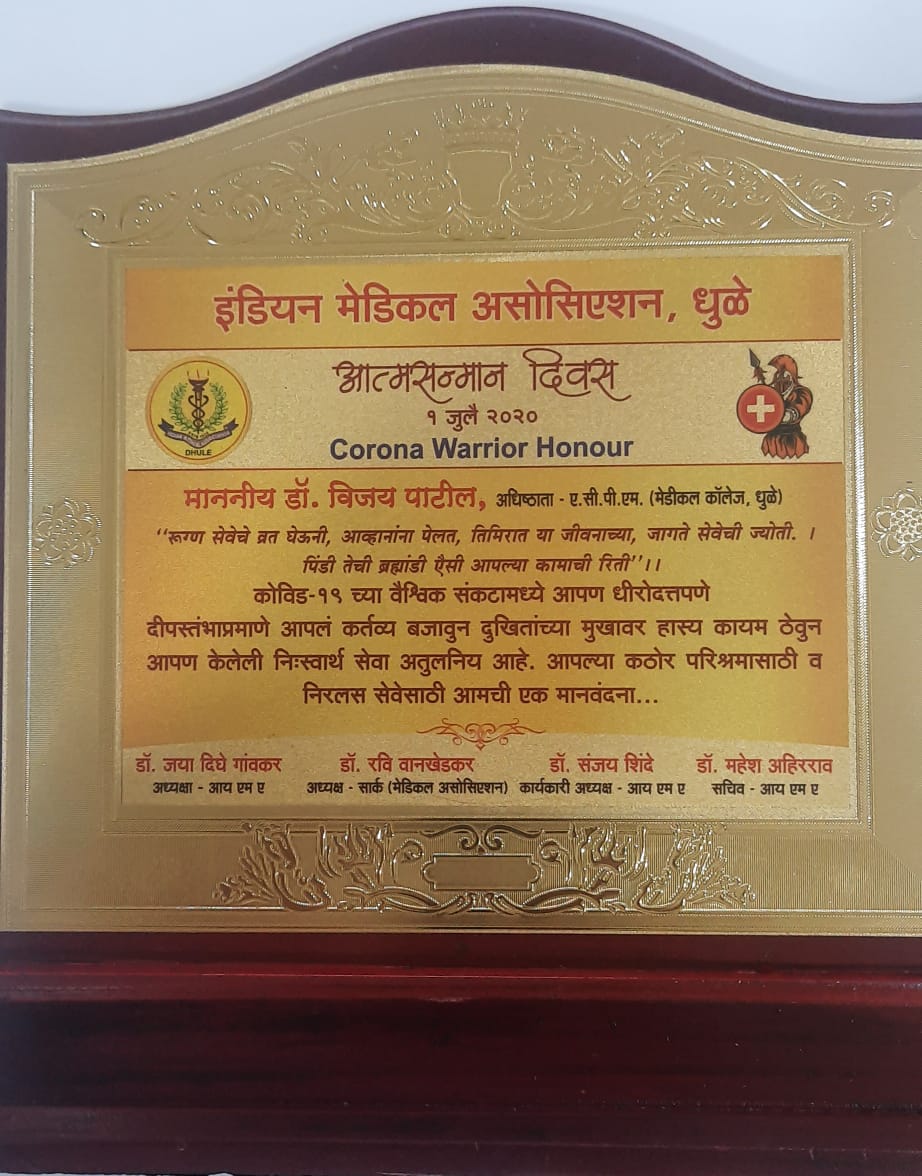 इंडियन मेडिकल असोसिएशन, धुळे
आत्मसन्मान दिवस
१ जुलै २०२०
Corona Warrior Honour
DHULE
माननीय डॉ. विजय पाटील, अधिष्ठाता - ए.सी.पी.एम. (मेडीकल कॉलेज, धुळे)
“रूग्ण सेवेचे व्रत घेऊनी, आव्हानांना पेलत, तिमिरात या जीवनाच्या, जागते सेवेची ज्योती. ।
पिंडी तेची ब्रह्मांडी ऐसी आपल्या कामाची रिती”।।
कोविड-१९ च्या वैश्विक संकटामध्ये आपण धीरोदत्तपणे
दीपस्तंभाप्रमाणे आपलं कर्तव्य बजावुन दुखितांच्या मुखावर हास्य कायम ठेवुन
आपण केलेली निःस्वार्थ सेवा अतुलनिय आहे. आपल्या कठोर परिश्रमासाठी व
निरलस सेवेसाठी आमची एक मानवंदना...
डॉ. जया दिघे गांवकर डॉ. रवि वानखेडकर डॉ. संजय शिंदे डॉ. महेश अहिरराव
अध्यक्षा - आय एम ए अध्यक्ष - सार्क (मेडिकल असोसिएशन) कार्यकारी अध्यक्ष - आय एम ए सचिव - आय एम ए